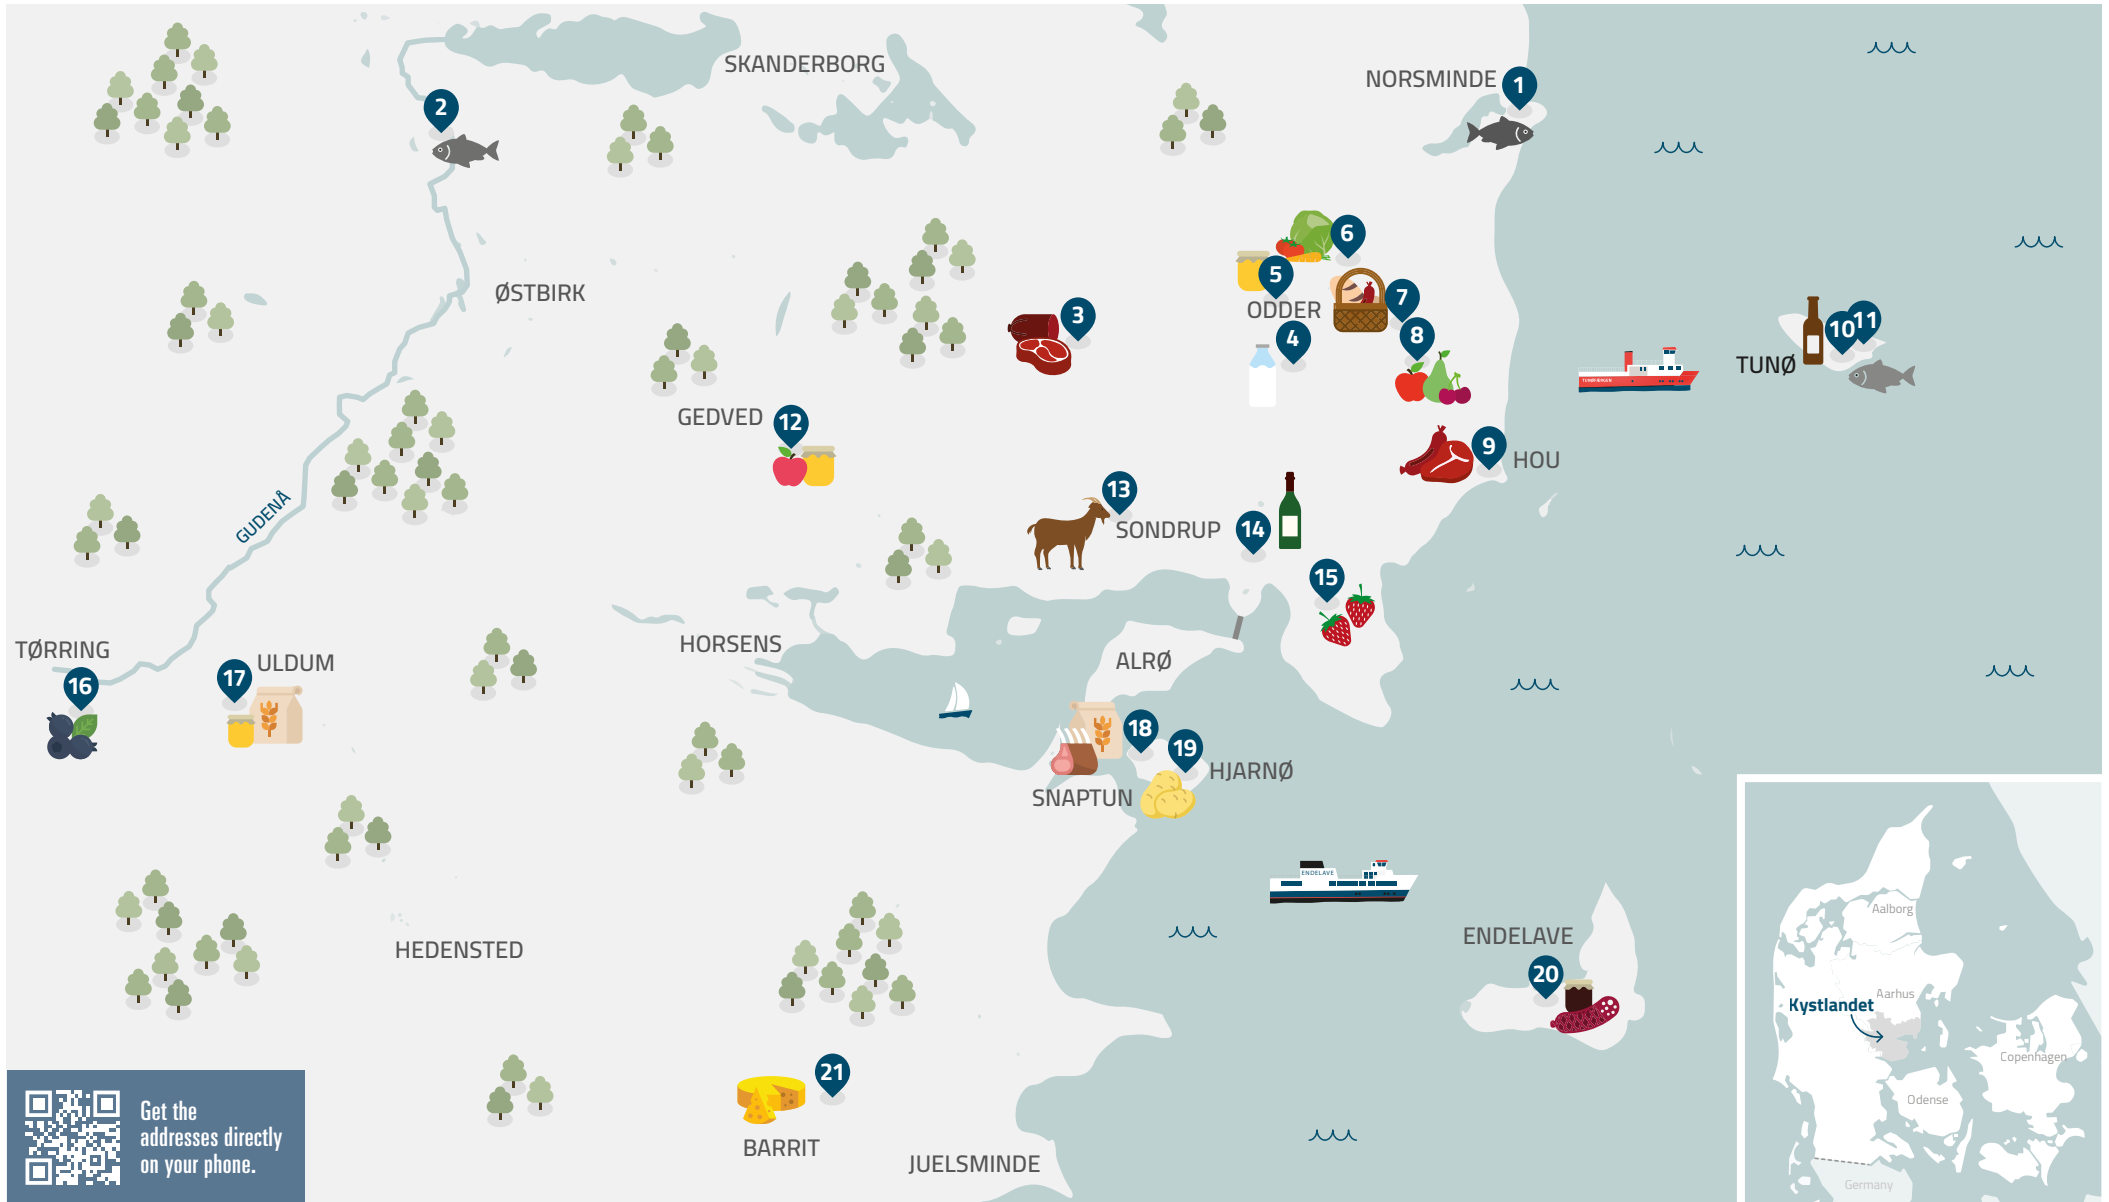 SKANDERBORG
NORSMINDE
1
2
6
5
ØSTBIRK
7
ODDER
3
4
8
10
11
TUNØ
TUNØFÆRGEN
GEDVED
12
9
HOU
13
SONDRUP
14
GUDENÅ
15
HORSENS
TØRRING
16
17
ULDUM
ALRØ
18
19
HJARNØ
SNAPTUN
ENDELAVE
HEDENSTED
ENDELAVE
20
21
BARRIT
JUELSMINDE
Get the
addresses directly
on your phone.
Aalborg
Aarhus
Kystlandet
Copenhagen
Odense
Germany